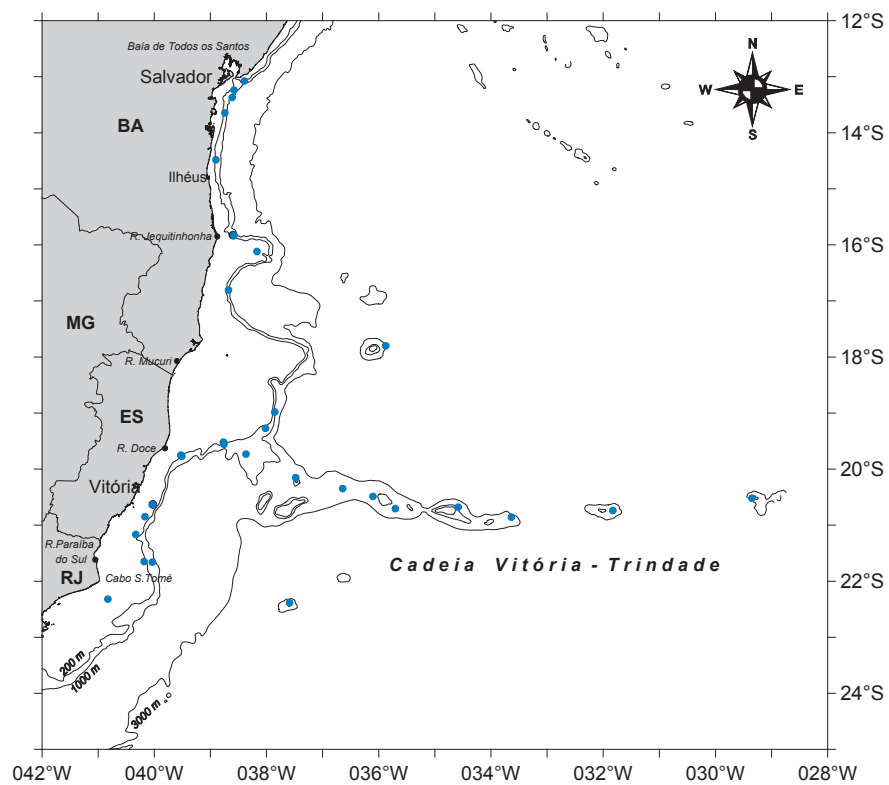 12°S
N
Baía de Todos os Santos
Salvador
W
E
BA
S
14°S
Ilhéus
R. Jequitinhonha
16°S
MG
R. Mucuri
18°S
ES
R. Doce
20°S
Vitória
R.Paraíba
do Sul
RJ
Cadeia Vitória - Trindade
Cabo S.Tomé
22°S
200 m
1000 m
3000 m
24°S
042°W
040°W
038°W
036°W
034°W
032°W
030°W
028°W